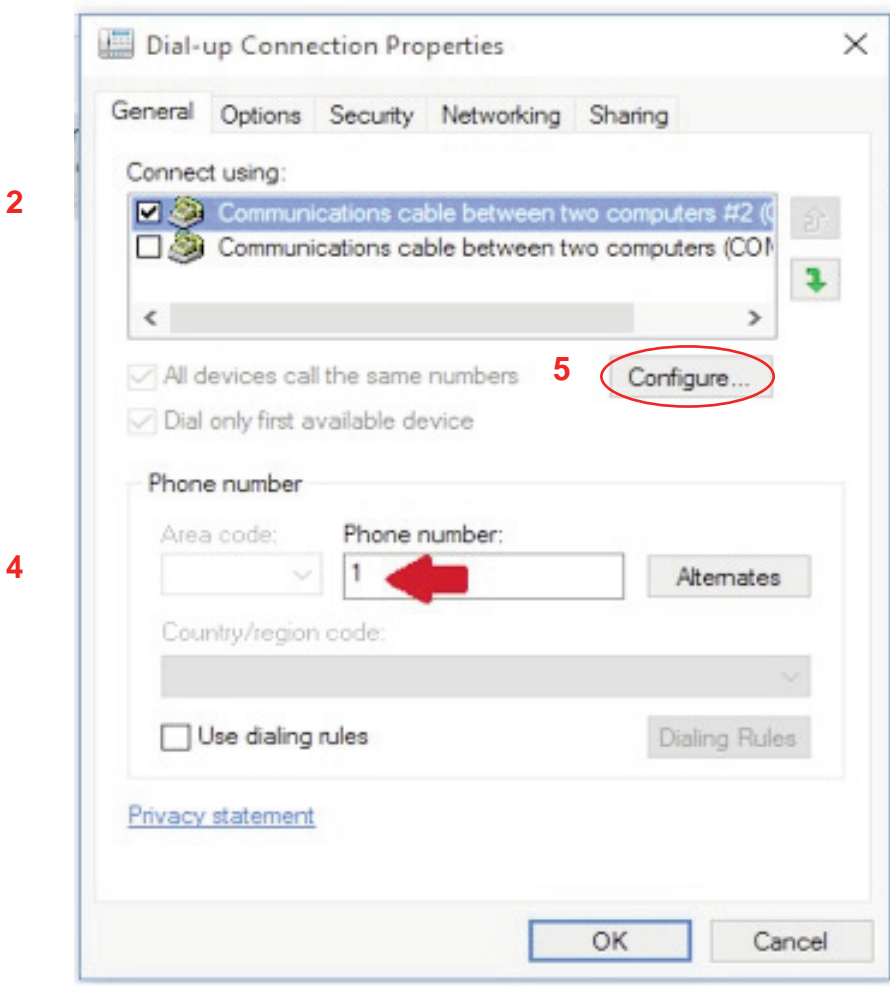 Dial-up Connection Properties
General Options Security Networking Sharing
Connect using:
2
Communications cable between two computers #2 (
Communications cable between two computers (COM
All devices call the same numbers
5
Configure...
Dial only first available device
Phone number
Area code:
Phone number:
4
1
Alternates
Country/region code:
Use dialing rules
Dialing Rules
Privacy statement
OK
Cancel